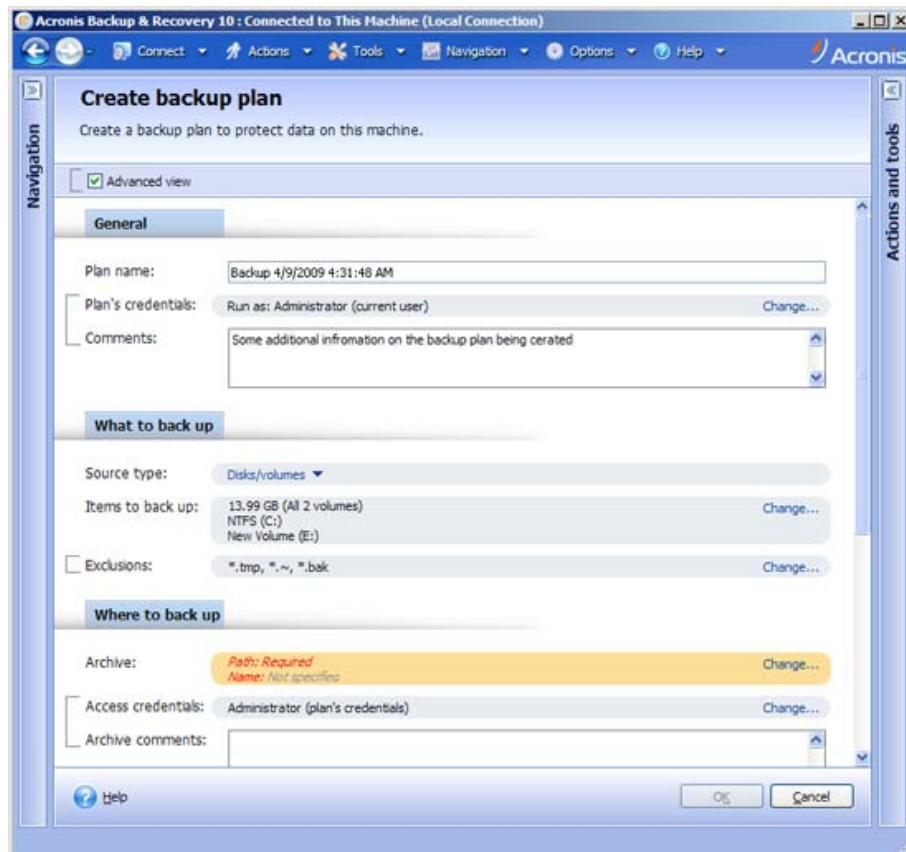 Acronis Backup & Recovery 10 : Connected to This Machine (Local Connection)
Connect Actions Tools Navigation Options Help Acronis
Navigation
Create backup plan
Create a backup plan to protect data on this machine.
Advanced view
General
Plan name: Backup 4/9/2009 4:31:48 AM
Plan's credentials: Run as: Administrator (current user) Change...
Comments: Some additional infromation on the backup plan being cerated
What to back up
Source type: Disks/volumes
Items to back up: 13.99 GB (All 2 volumes) Change...
NTFS (C:)
New Volume (E:)
Exclusions: *.tmp, *.~, *.bak Change...
Where to back up
Archive: Path: Required Change...
Name: Not specified
Access credentials: Administrator (plan's credentials) Change...
Archive comments:
Help OK Cancel
Actions and tools